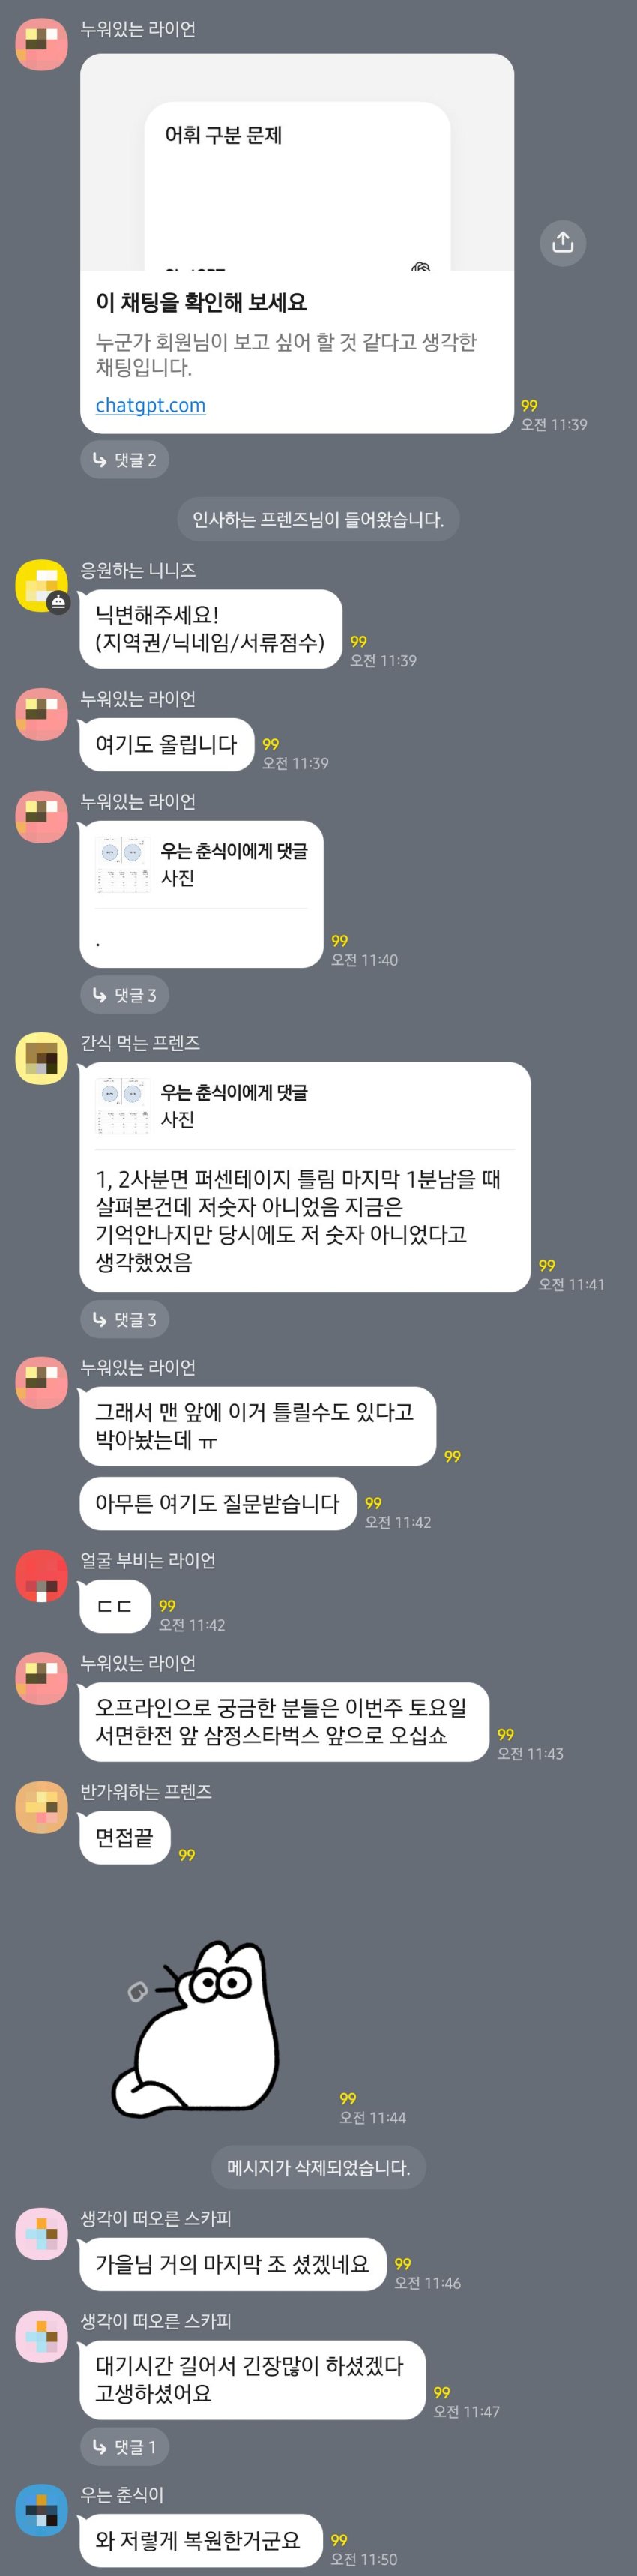 누워있는 라이언
어휘 구분 문제
이 채팅을 확인해 보세요
누군가 회원님이 보고 싶어 할 것 같다고 생각한
채팅입니다.
chatgpt.com
99
오전 11:39
댓글 2
인사하는 프렌즈님이 들어왔습니다.
응원하는 니니즈
닉변해주세요!
(지역권/닉네임/서류점수)
99
오전 11:39
누워있는 라이언
여기도 올립니다
99
오전 11:39
누워있는 라이언
우는 춘식이에게 댓글
사진
.
99
오전 11:40
댓글 3
간식 먹는 프렌즈
우는 춘식이에게 댓글
사진
1, 2사분면 퍼센테이지 틀림 마지막 1분남을 때
살펴본건데 저숫자 아니었음 지금은
기억안나지만 당시에도 저 숫자 아니었다고
생각했었음
99
오전 11:41
댓글 3
누워있는 라이언
그래서 맨 앞에 이거 틀릴수도 있다고
박아놨는데 ㅠ
99
아무튼 여기도 질문받습니다
99
오전 11:42
얼굴 부비는 라이언
ㄷㄷ
99
오전 11:42
누워있는 라이언
오프라인으로 궁금한 분들은 이번주 토요일
서면한전 앞 삼정스타벅스 앞으로 오십쇼
99
오전 11:43
반가워하는 프렌즈
면접끝
99
99
오전 11:44
메시지가 삭제되었습니다.
생각이 떠오른 스카피
가을님 거의 마지막 조 셨겠네요
99
오전 11:46
생각이 떠오른 스카피
대기시간 길어서 긴장많이 하셨겠다
고생하셨어요
99
오전 11:47
댓글 1
우는 춘식이
와 저렇게 복원한거군요
99
오전 11:50